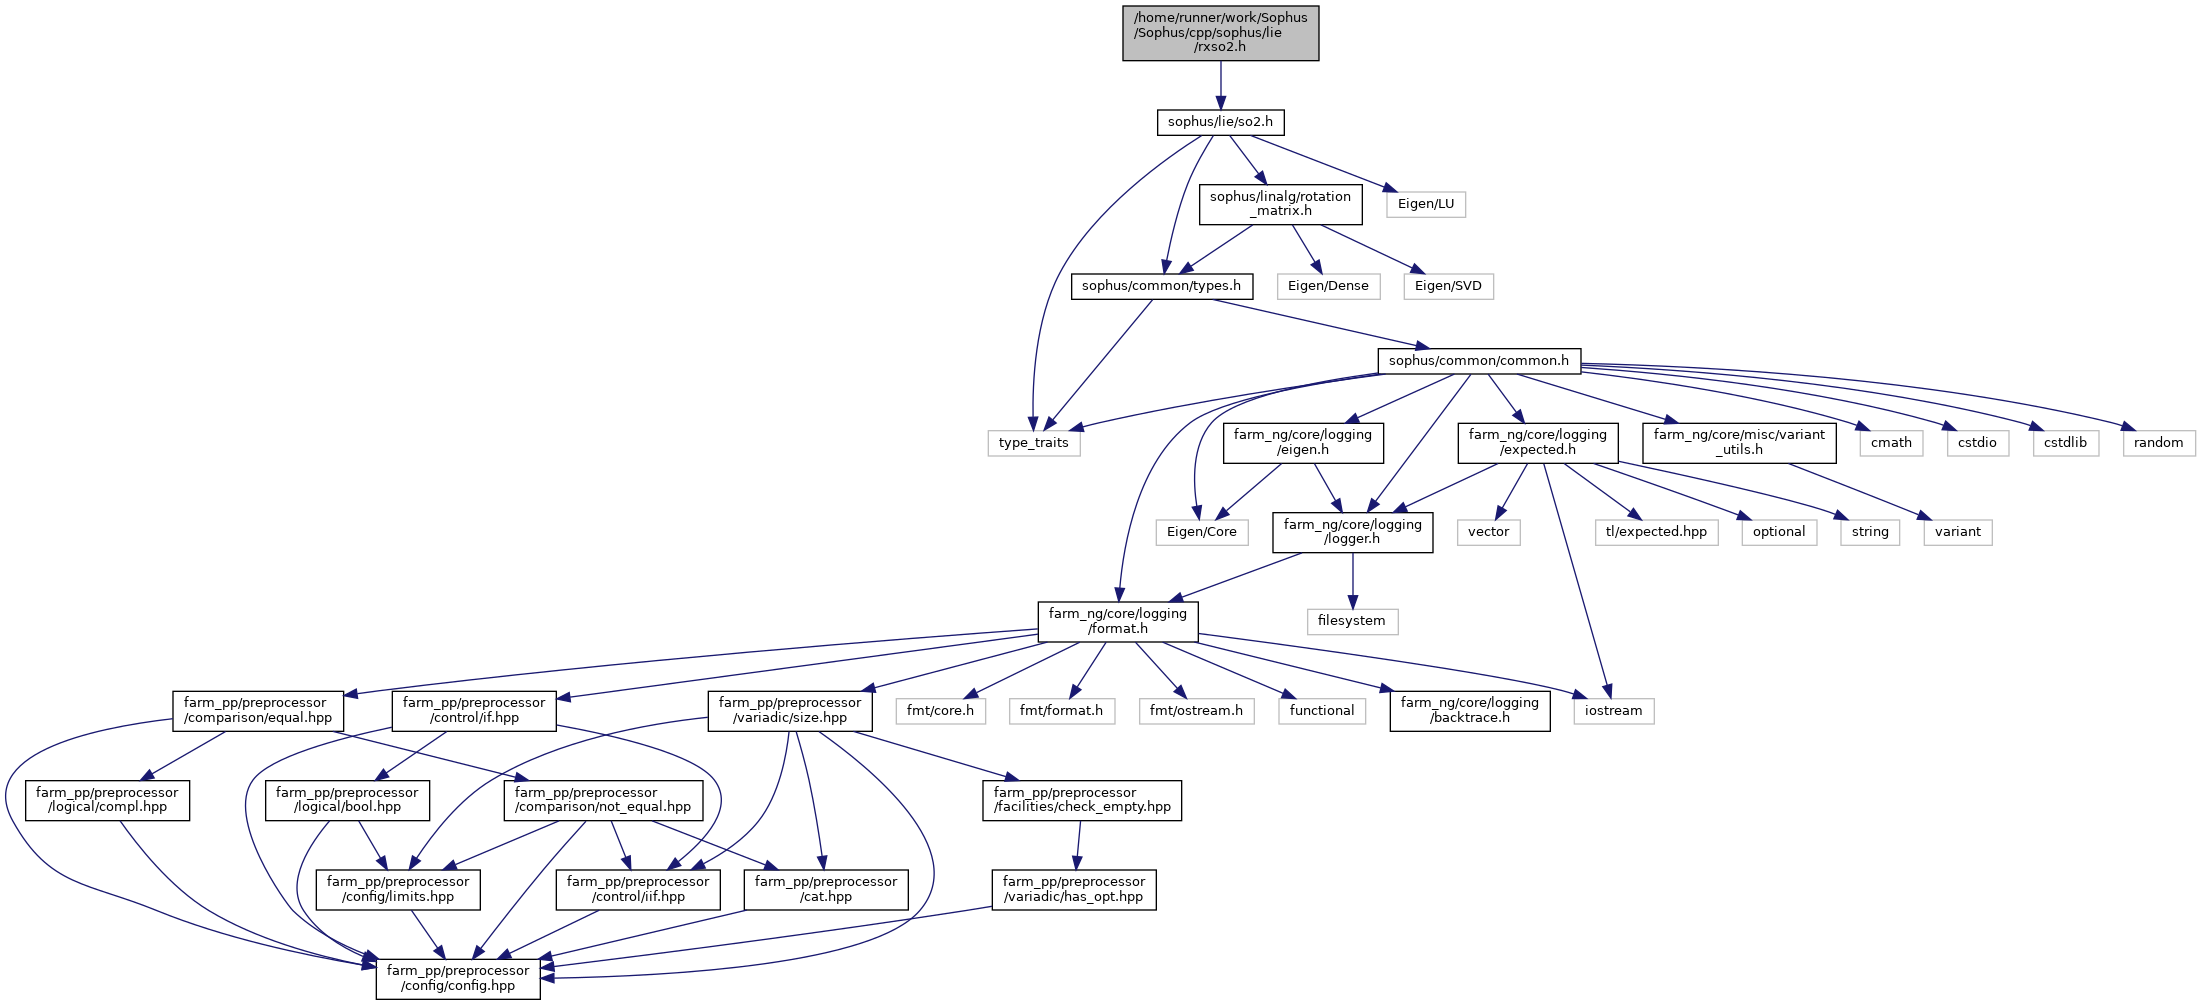 /home/runner/work/Sophus
/Sophus/cpp/sophus/lie
/rxso2.h
sophus/lie/so2.h
sophus/linalg/rotation
_matrix.h
Eigen/LU
sophus/common/types.h
Eigen/Dense
Eigen/SVD
sophus/common/common.h
type_traits
farm_ng/core/logging
/eigen.h
farm_ng/core/logging
/expected.h
farm_ng/core/misc/variant
_utils.h
cmath
cstdio
cstdlib
random
Eigen/Core
farm_ng/core/logging
/logger.h
vector
tl/expected.hpp
optional
string
variant
farm_ng/core/logging
/format.h
filesystem
farm_pp/preprocessor
/comparison/equal.hpp
farm_pp/preprocessor
/control/if.hpp
farm_pp/preprocessor
/variadic/size.hpp
fmt/core.h
fmt/format.h
fmt/ostream.h
functional
farm_ng/core/logging
/backtrace.h
iostream
farm_pp/preprocessor
/logical/compl.hpp
farm_pp/preprocessor
/logical/bool.hpp
farm_pp/preprocessor
/comparison/not_equal.hpp
farm_pp/preprocessor
/facilities/check_empty.hpp
farm_pp/preprocessor
/config/limits.hpp
farm_pp/preprocessor
/control/iif.hpp
farm_pp/preprocessor
/cat.hpp
farm_pp/preprocessor
/variadic/has_opt.hpp
farm_pp/preprocessor
/config/config.hpp